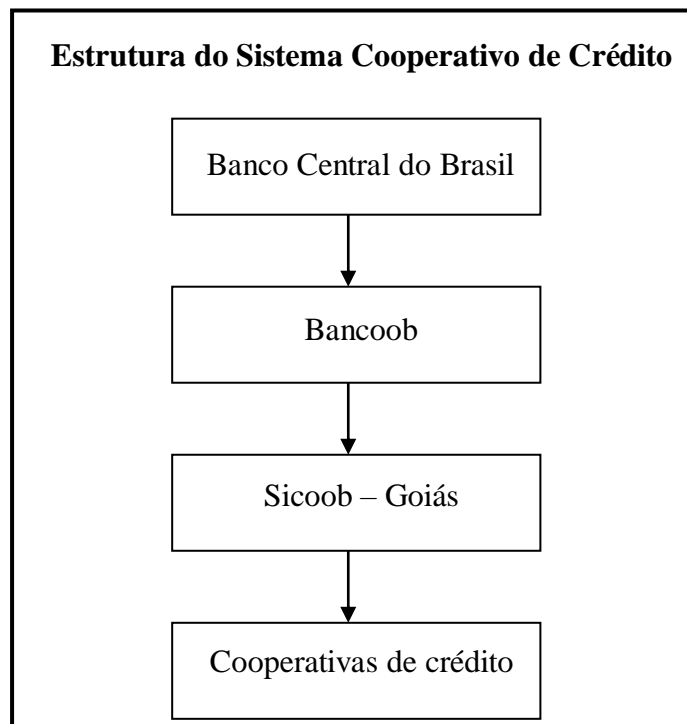 Estrutura do Sistema Cooperativo de Crédito
Banco Central do Brasil
Bancoob
Sicoob – Goiás
Cooperativas de crédito